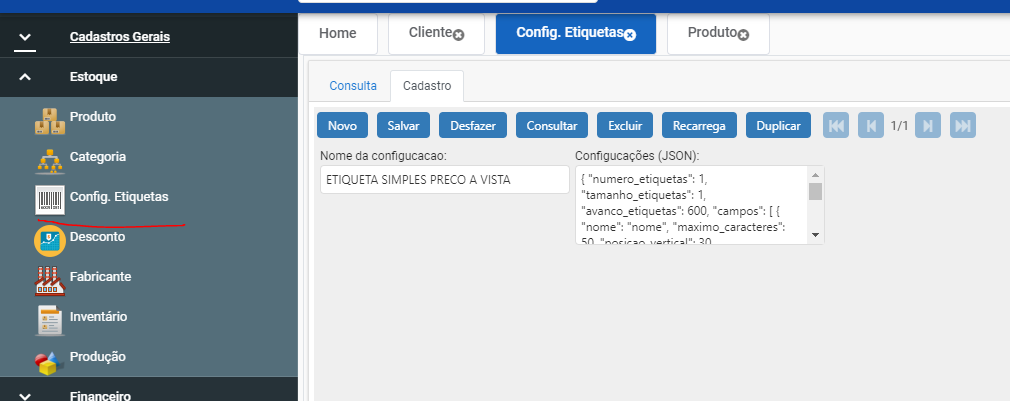 Cadastros Gerais
Estoque
Produto
Categoria
Config. Etiquetas
Desconto
Fabricante
Inventário
Produção
Financeiro
Home
Cliente
Config. Etiquetas
Produto
Consulta
Cadastro
Novo
Salvar
Desfazer
Consultar
Excluir
Recarrega
Duplicar
1/1
Nome da configucacao:
ETIQUETA SIMPLES PRECO A VISTA
Configucações (JSON):
{ "numero_etiquetas": 1,
"tamanho_etiquetas": 1,
"avanco_etiquetas": 600, "campos": [ {
"nome": "nome", "maximo_caracteres":
50, "posicao_vertical": 30,